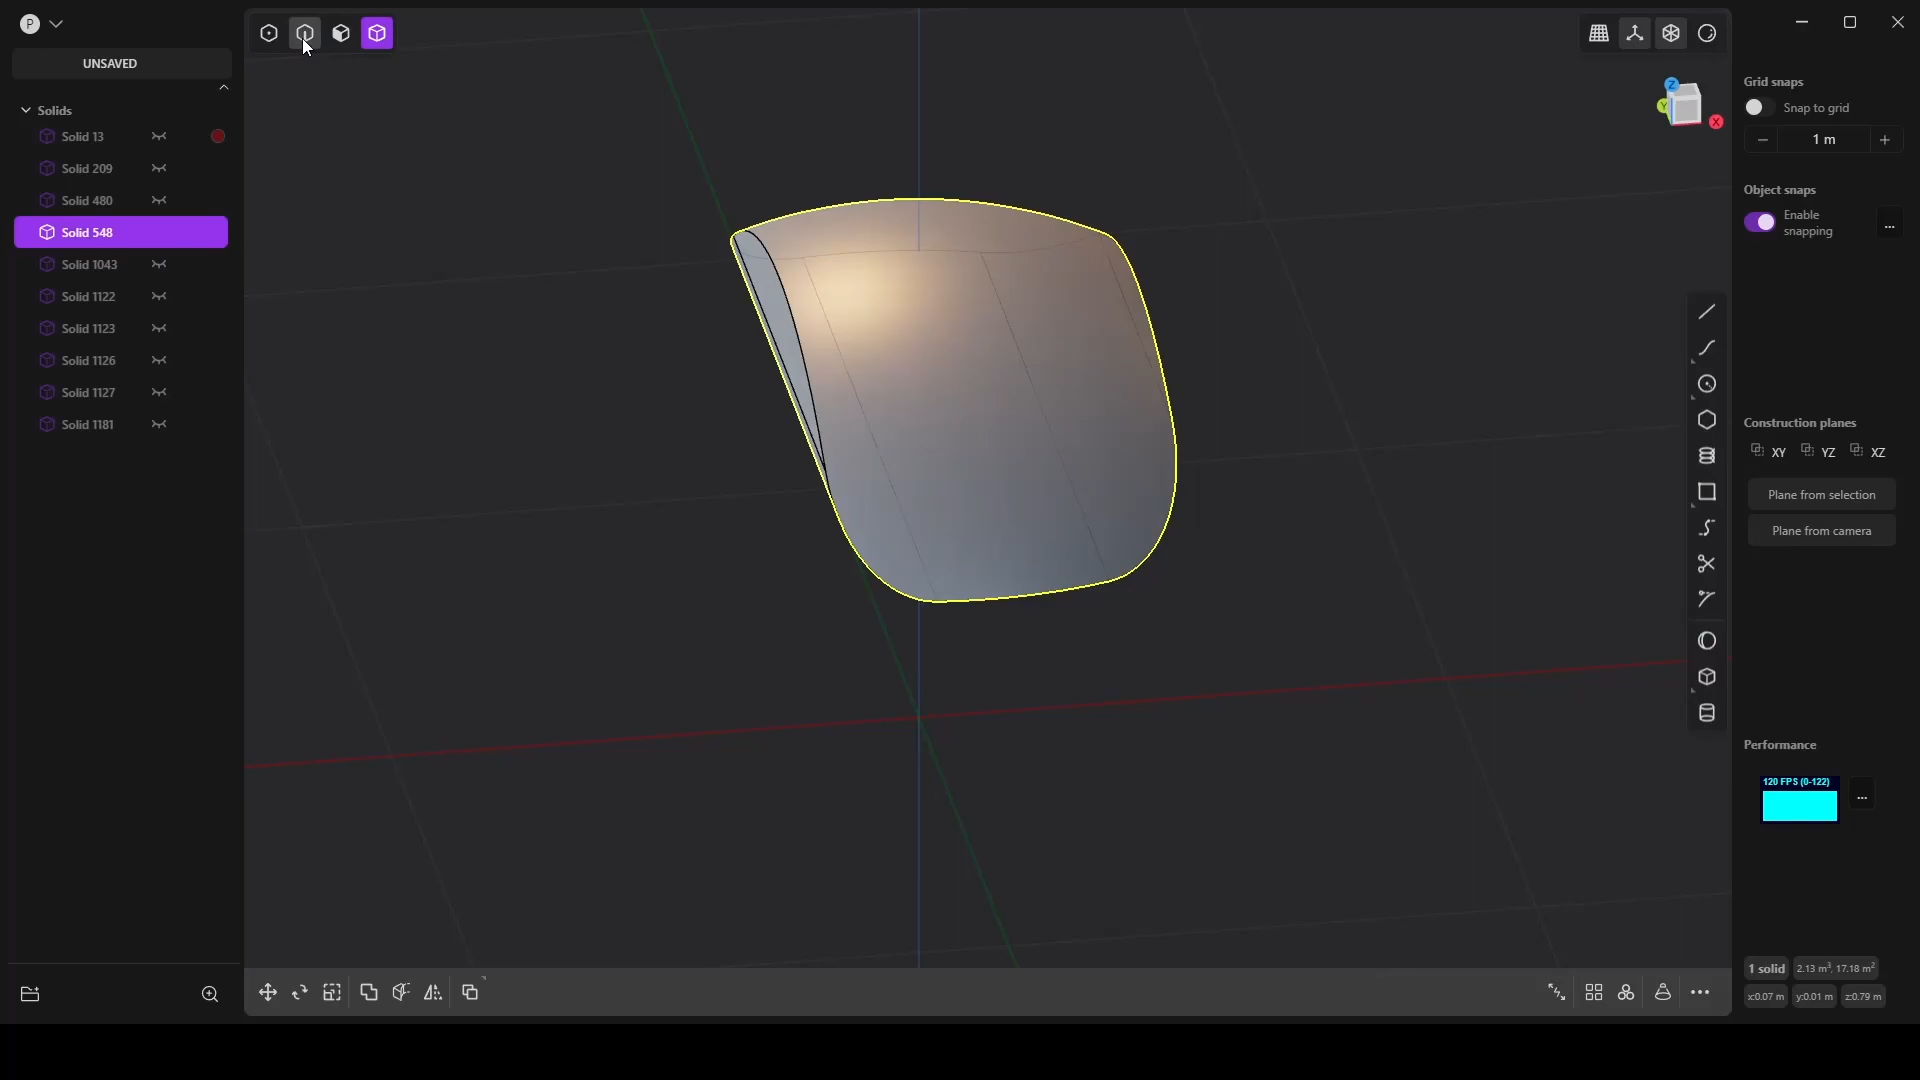 P
UNSAVED
Solids
Solid 13
Solid 209
Solid 480
Solid 548
Solid 1043
Solid 1122
Solid 1123
Solid 1126
Solid 1127
Solid 1181
Z
Y
X
Grid snaps
Snap to grid
1 m
Object snaps
Enable
snapping
...
Construction planes
XY YZ XZ
Plane from selection
Plane from camera
Performance
120 FPS (0-122)
...
1 solid 2.13 m³, 17.18 m²
x:0.07 m y:0.01 m z:0.79 m